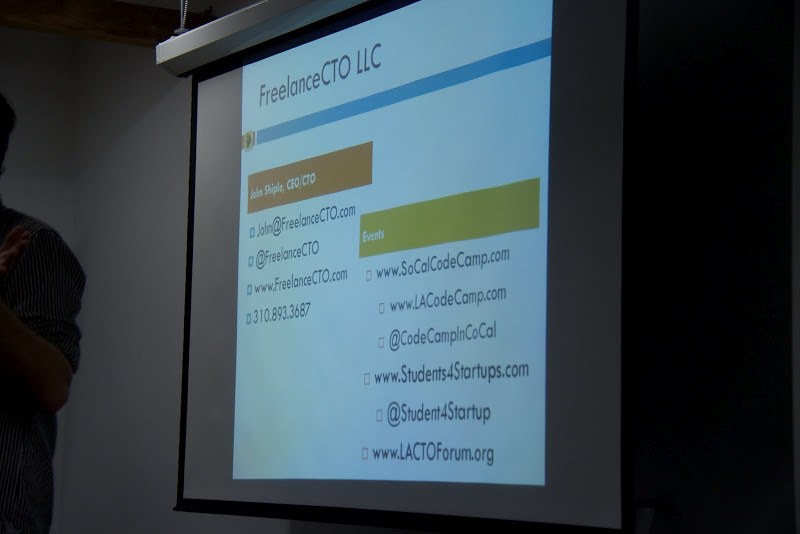 FreelanceCTO LLC
John Shiple, CEO/CTO
John@FreelanceCTO.com
@FreelanceCTO
www.FreelanceCTO.com
310.893.3687
Events
www.SoCalCodeCamp.com
www.LACodeCamp.com
@CodeCampInCoCal
www.Students4Startups.com
@Student4Startup
www.LACTOForum.org